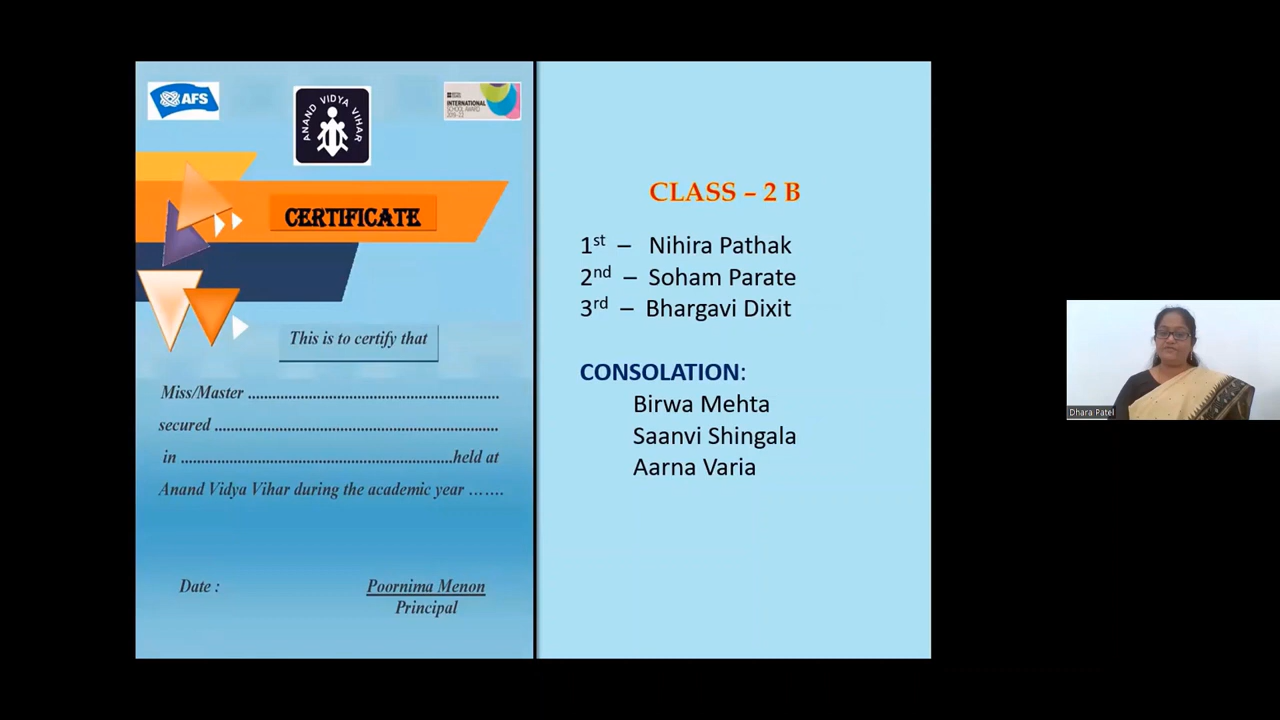 AFS
ANAND VIDYA VIHAR
INTERNATIONAL
SCHOOL AWARD
CERTIFICATE
This is to certify that
Miss/Master ..........................................................
secured ..................................................................
in ................................................................held at
Anand Vidya Vihar during the academic year …….
Date :
Poornima Menon
Principal
CLASS – 2 B
1st – Nihira Pathak
2nd – Soham Parate
3rd – Bhargavi Dixit
CONSOLATION:
Birwa Mehta
Saanvi Shingala
Aarna Varia
Dhara Patel